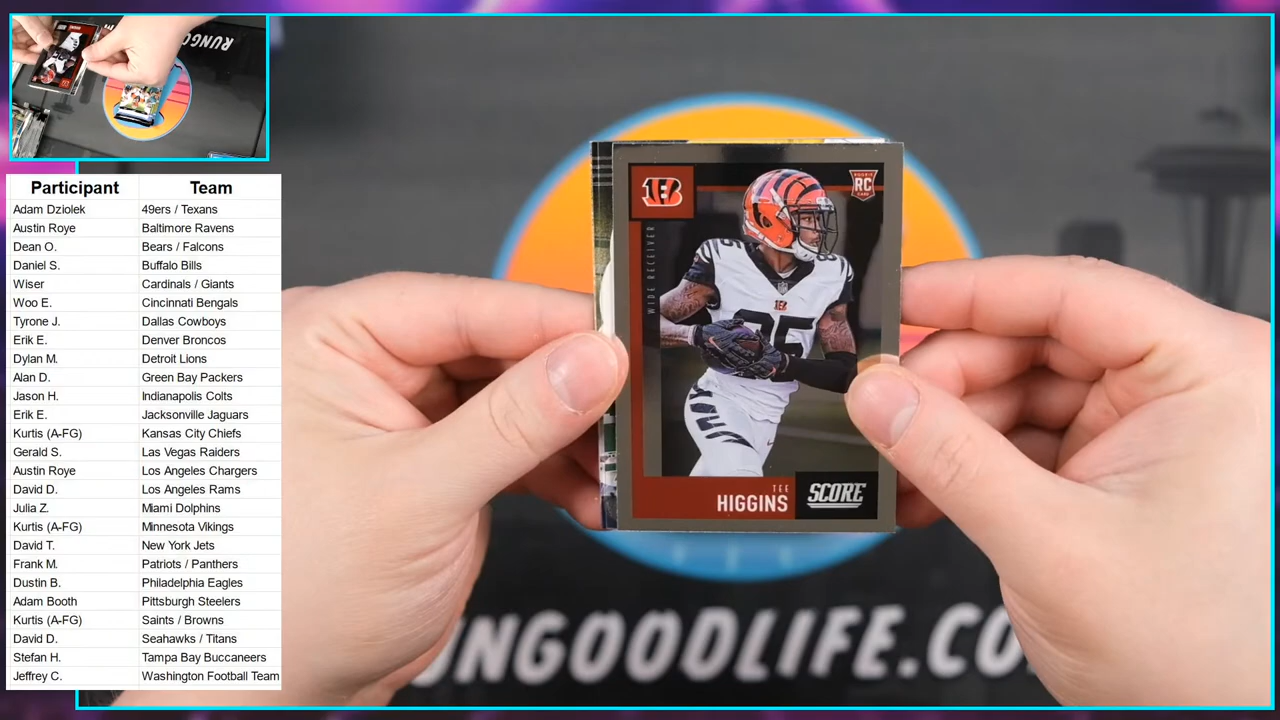 RUNGOODLIFE
Participant Team
Adam Dziolek 49ers / Texans
Austin Roye Baltimore Ravens
Dean O. Bears / Falcons
Daniel S. Buffalo Bills
Wiser Cardinals / Giants
Woo E. Cincinnati Bengals
Tyrone J. Dallas Cowboys
Erik E. Denver Broncos
Dylan M. Detroit Lions
Alan D. Green Bay Packers
Jason H. Indianapolis Colts
Erik E. Jacksonville Jaguars
Kurtis (A-FG) Kansas City Chiefs
Gerald S. Las Vegas Raiders
Austin Roye Los Angeles Chargers
David D. Los Angeles Rams
Julia Z. Miami Dolphins
Kurtis (A-FG) Minnesota Vikings
David T. New York Jets
Frank M. Patriots / Panthers
Dustin B. Philadelphia Eagles
Adam Booth Pittsburgh Steelers
Kurtis (A-FG) Saints / Browns
David D. Seahawks / Titans
Stefan H. Tampa Bay Buccaneers
Jeffrey C. Washington Football Team
B
ROOKIE
RC
CARD
WIDE RECEIVER
85
TEE
HIGGINS
SCORE
UNGOODLIFE.CO